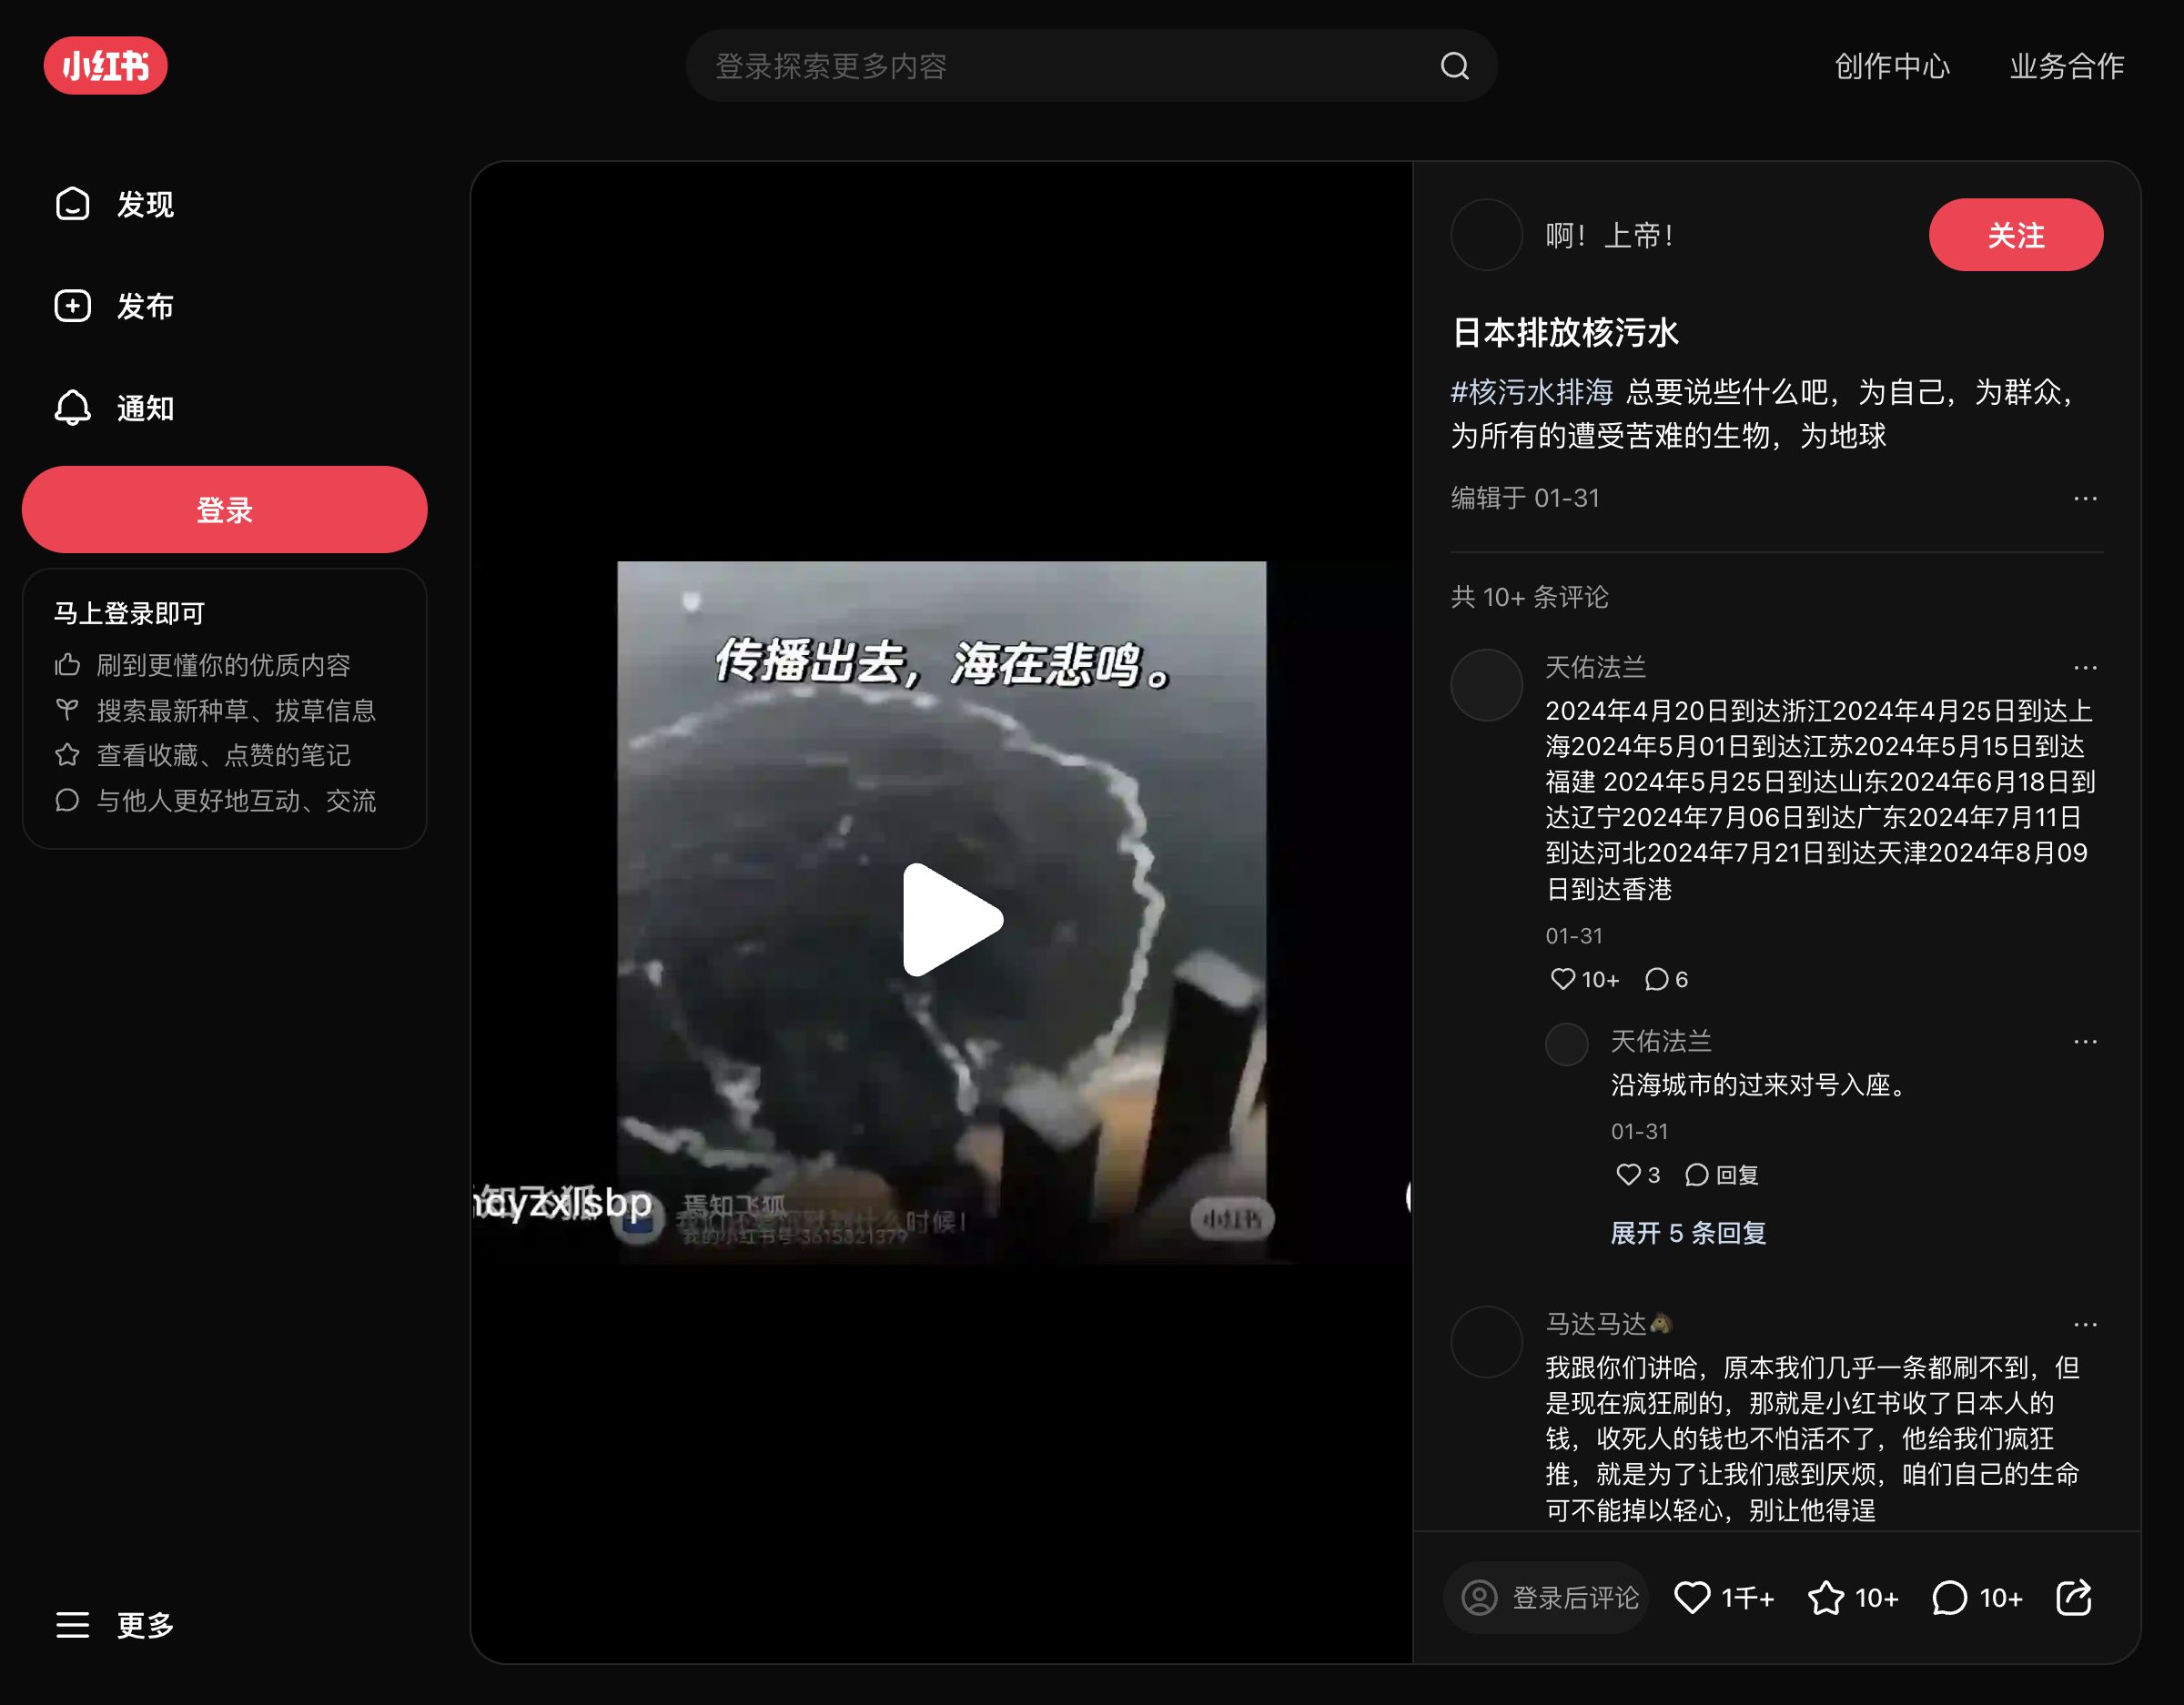 小红书
登录探索更多内容
创作中心
业务合作
发现
发布
通知
登录
马上登录即可
刷到更懂你的优质内容
搜索最新种草、拔草信息
查看收藏、点赞的笔记
与他人更好地互动、交流
更多
传播出去，海在悲鸣。
cyzxlsbp
焉知飞狐
我的小红书号:3615821379
小红书
啊！上帝！
关注
日本排放核污水
#核污水排海 总要说些什么吧，为自己，为群众，
为所有的遭受苦难的生物，为地球
编辑于 01-31
共 10+ 条评论
天佑法兰
2024年4月20日到达浙江2024年4月25日到达上
海2024年5月01日到达江苏2024年5月15日到达
福建 2024年5月25日到达山东2024年6月18日到
达辽宁2024年7月06日到达广东2024年7月11日
到达河北2024年7月21日到达天津2024年8月09
日到达香港
01-31
10+ 6
天佑法兰
沿海城市的过来对号入座。
01-31
3 回复
展开 5 条回复
马达马达🐴
我跟你们讲哈，原本我们几乎一条都刷不到，但
是现在疯狂刷的，那就是小红书收了日本人的
钱，收死人的钱也不怕活不了，他给我们疯狂
推，就是为了让我们感到厌烦，咱们自己的生命
可不能掉以轻心，别让他得逞
登录后评论 1千+ 10+ 10+